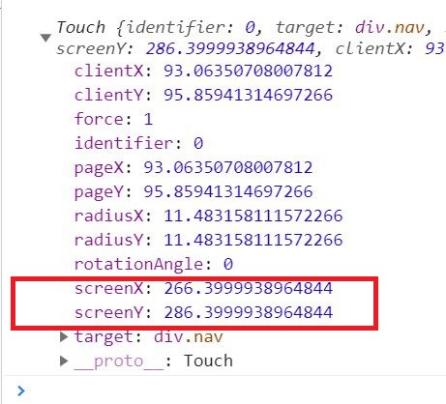 Touch {identifier: 0, target: div.nav,
screenY: 286.3999938964844, clientX: 93
clientX: 93.06350708007812
clientY: 95.85941314697266
force: 1
identifier: 0
pageX: 93.06350708007812
pageY: 95.85941314697266
radiusX: 11.483158111572266
radiusY: 11.483158111572266
rotationAngle: 0
screenX: 266.3999938964844
screenY: 286.3999938964844
target: div.nav
__proto__: Touch